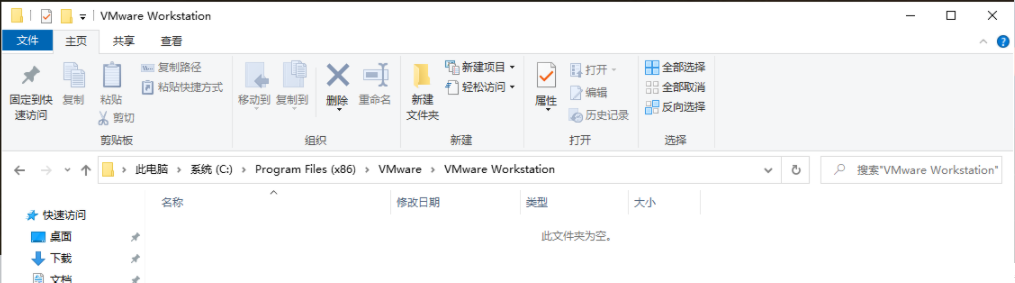 VMware Workstation
文件 主页 共享 查看
固定到快速访问 复制 粘贴 复制路径 粘贴快捷方式 剪切 移动到 复制到 删除 重命名 新建文件夹 新建项目 轻松访问 属性 打开 编辑 历史记录 全部选择 全部取消 反向选择
剪贴板 组织 新建 打开 选择
此电脑 系统 (C:) Program Files (x86) VMware VMware Workstation 搜索"VMware Workstation"
名称 修改日期 类型 大小
快速访问 此文件夹为空。
桌面
下载
文档